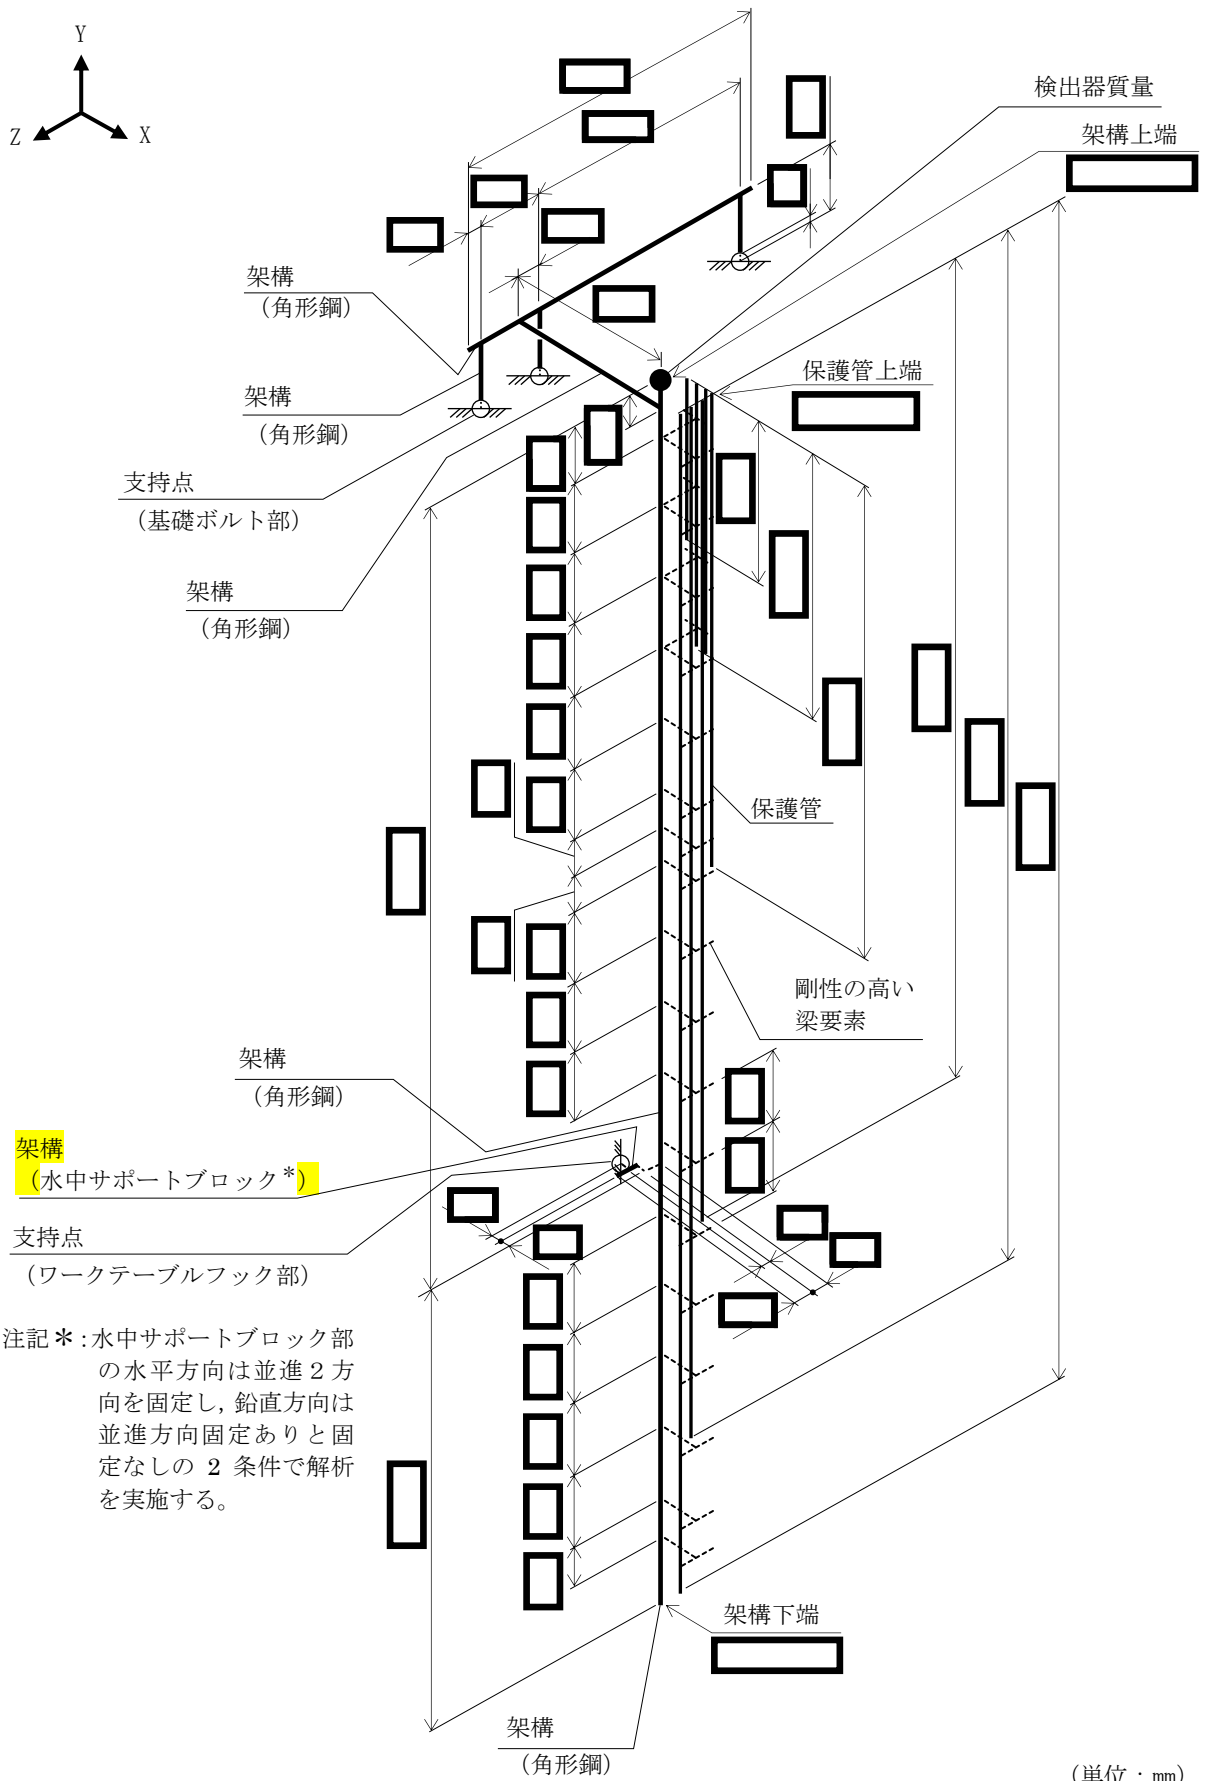 Y
Z
X
検出器質量
架構上端
架構
（角形鋼）
保護管上端
架構
（角形鋼）
支持点
（基礎ボルト部）
架構
（角形鋼）
保護管
剛性の高い
梁要素
架構
（角形鋼）
架構
（水中サポートブロック＊）
支持点
（ワークテーブルフック部）
注記＊：水中サポートブロック部
の水平方向は並進２方
向を固定し，鉛直方向は
並進方向固定ありと固
定なしの 2 条件で解析
を実施する。
架構下端
架構
（角形鋼）
（単位：mm）